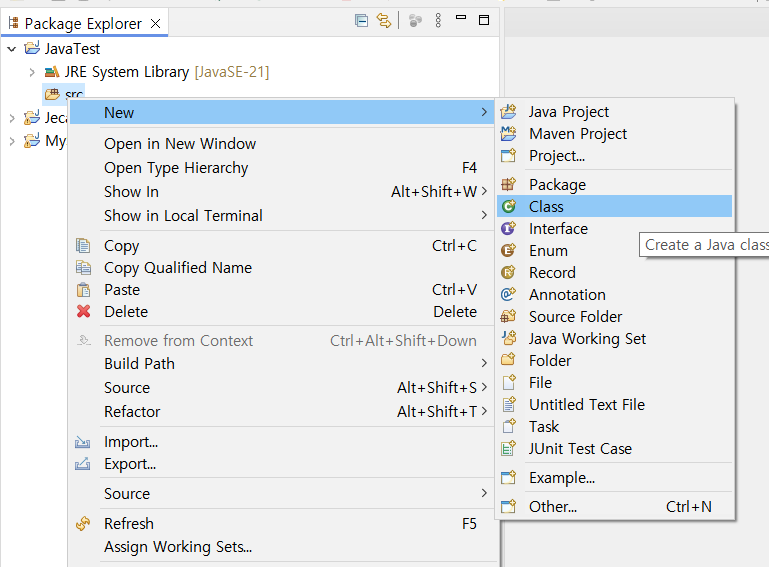 Package Explorer
JavaTest
JRE System Library [JavaSE-21]
src
Jeca
My
New
Open in New Window
Open Type Hierarchy F4
Show In Alt+Shift+W
Show in Local Terminal
Copy Ctrl+C
Copy Qualified Name
Paste Ctrl+V
Delete Delete
Remove from Context Ctrl+Alt+Shift+Down
Build Path
Source Alt+Shift+S
Refactor Alt+Shift+T
Import...
Export...
Source
Refresh F5
Assign Working Sets...
Java Project
Maven Project
Project...
Package
Class
Interface
Enum
Record
Annotation
Source Folder
Java Working Set
Folder
File
Untitled Text File
Task
JUnit Test Case
Example...
Other... Ctrl+N
Create a Java class